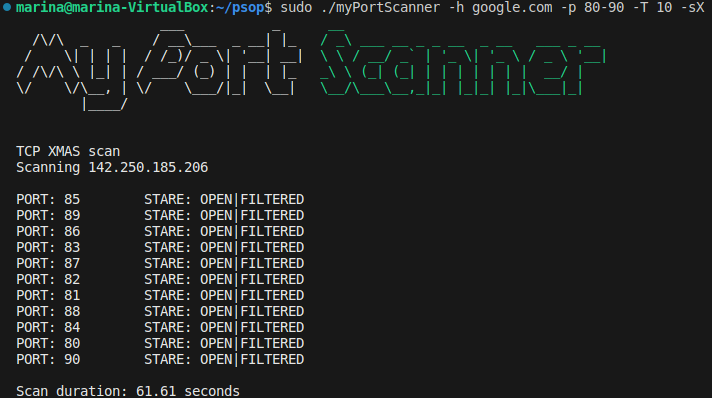 marina@marina-VirtualBox:~/psop$ sudo ./myPortScanner -h google.com -p 80-90 -T 10 -sX
My Port Scanner
TCP XMAS scan
Scanning 142.250.185.206
PORT: 85 STARE: OPEN|FILTERED
PORT: 89 STARE: OPEN|FILTERED
PORT: 86 STARE: OPEN|FILTERED
PORT: 83 STARE: OPEN|FILTERED
PORT: 87 STARE: OPEN|FILTERED
PORT: 82 STARE: OPEN|FILTERED
PORT: 81 STARE: OPEN|FILTERED
PORT: 88 STARE: OPEN|FILTERED
PORT: 84 STARE: OPEN|FILTERED
PORT: 80 STARE: OPEN|FILTERED
PORT: 90 STARE: OPEN|FILTERED
Scan duration: 61.61 seconds